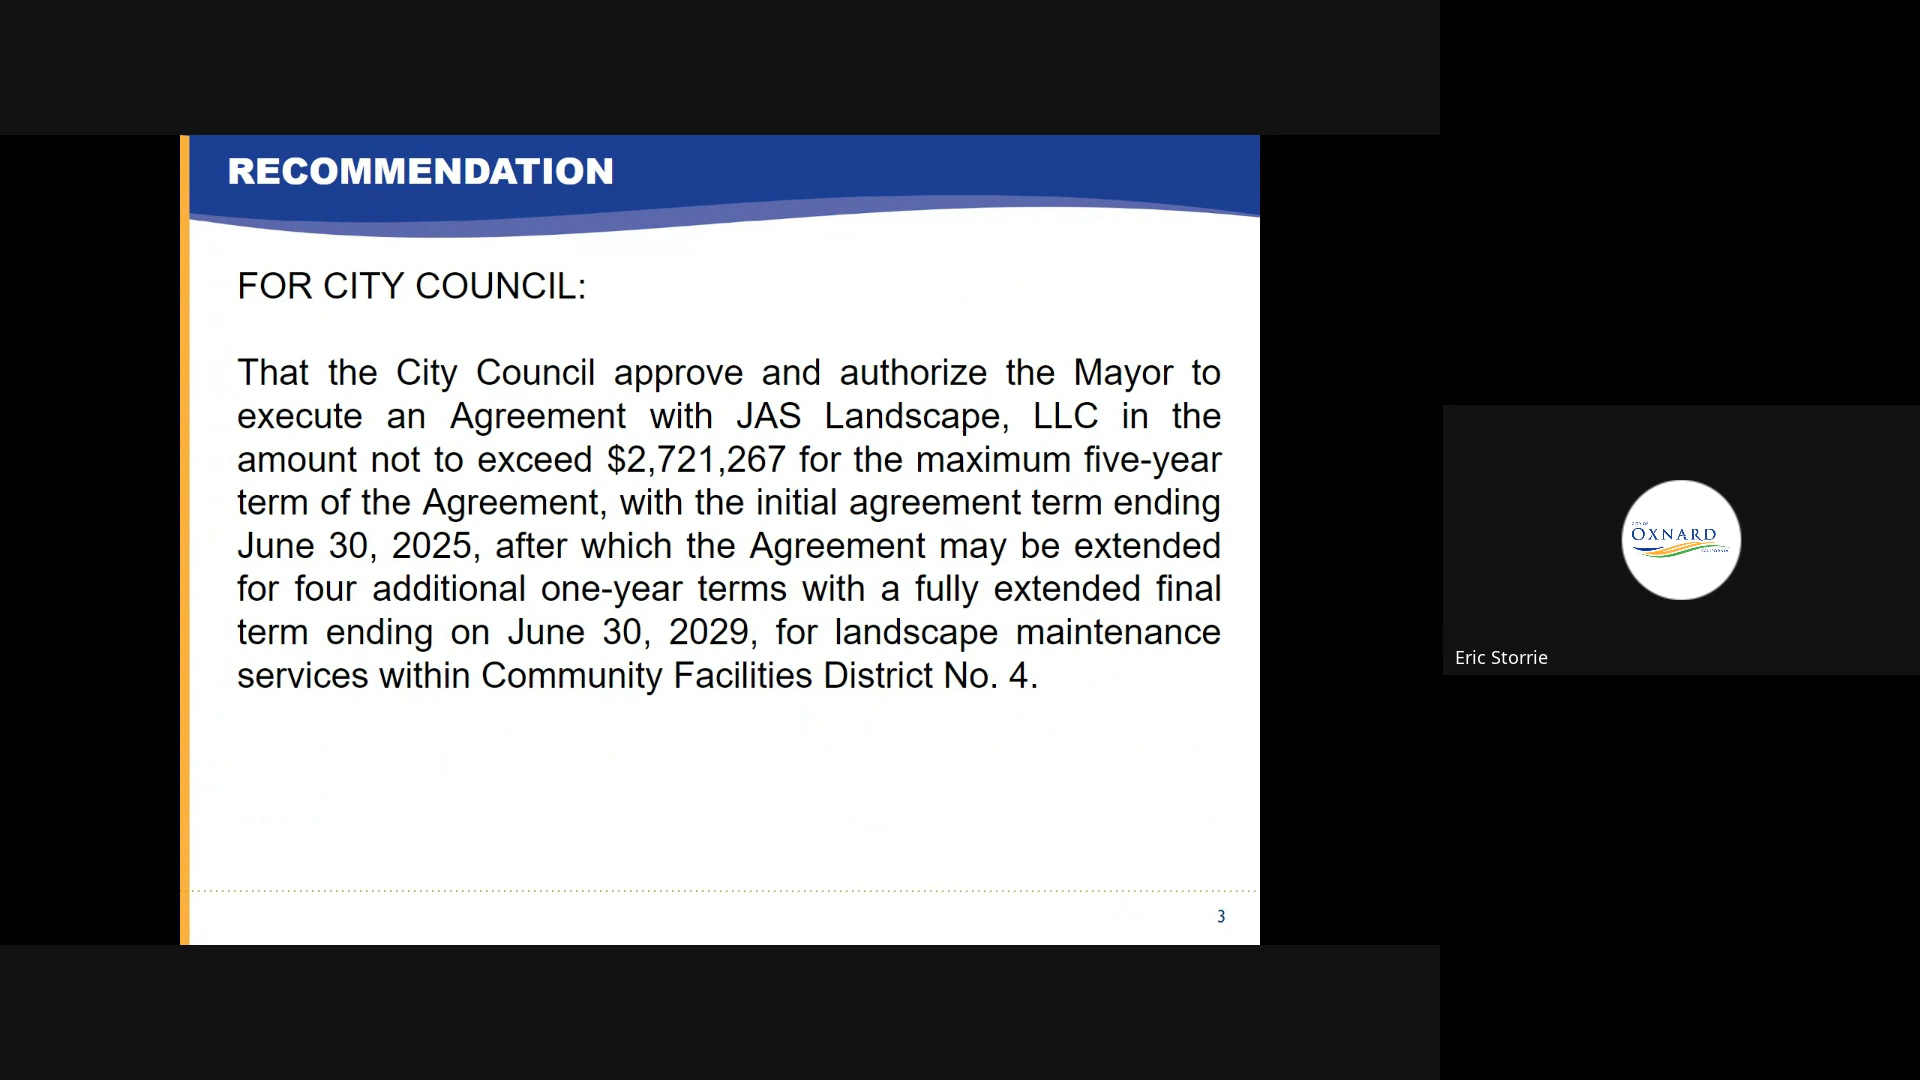 RECOMMENDATION
FOR CITY COUNCIL:
That the City Council approve and authorize the Mayor to
execute an Agreement with JAS Landscape, LLC in the
amount not to exceed $2,721,267 for the maximum five-year
term of the Agreement, with the initial agreement term ending
June 30, 2025, after which the Agreement may be extended
for four additional one-year terms with a fully extended final
term ending on June 30, 2029, for landscape maintenance
services within Community Facilities District No. 4.
3
OXNARD
Eric Storrie